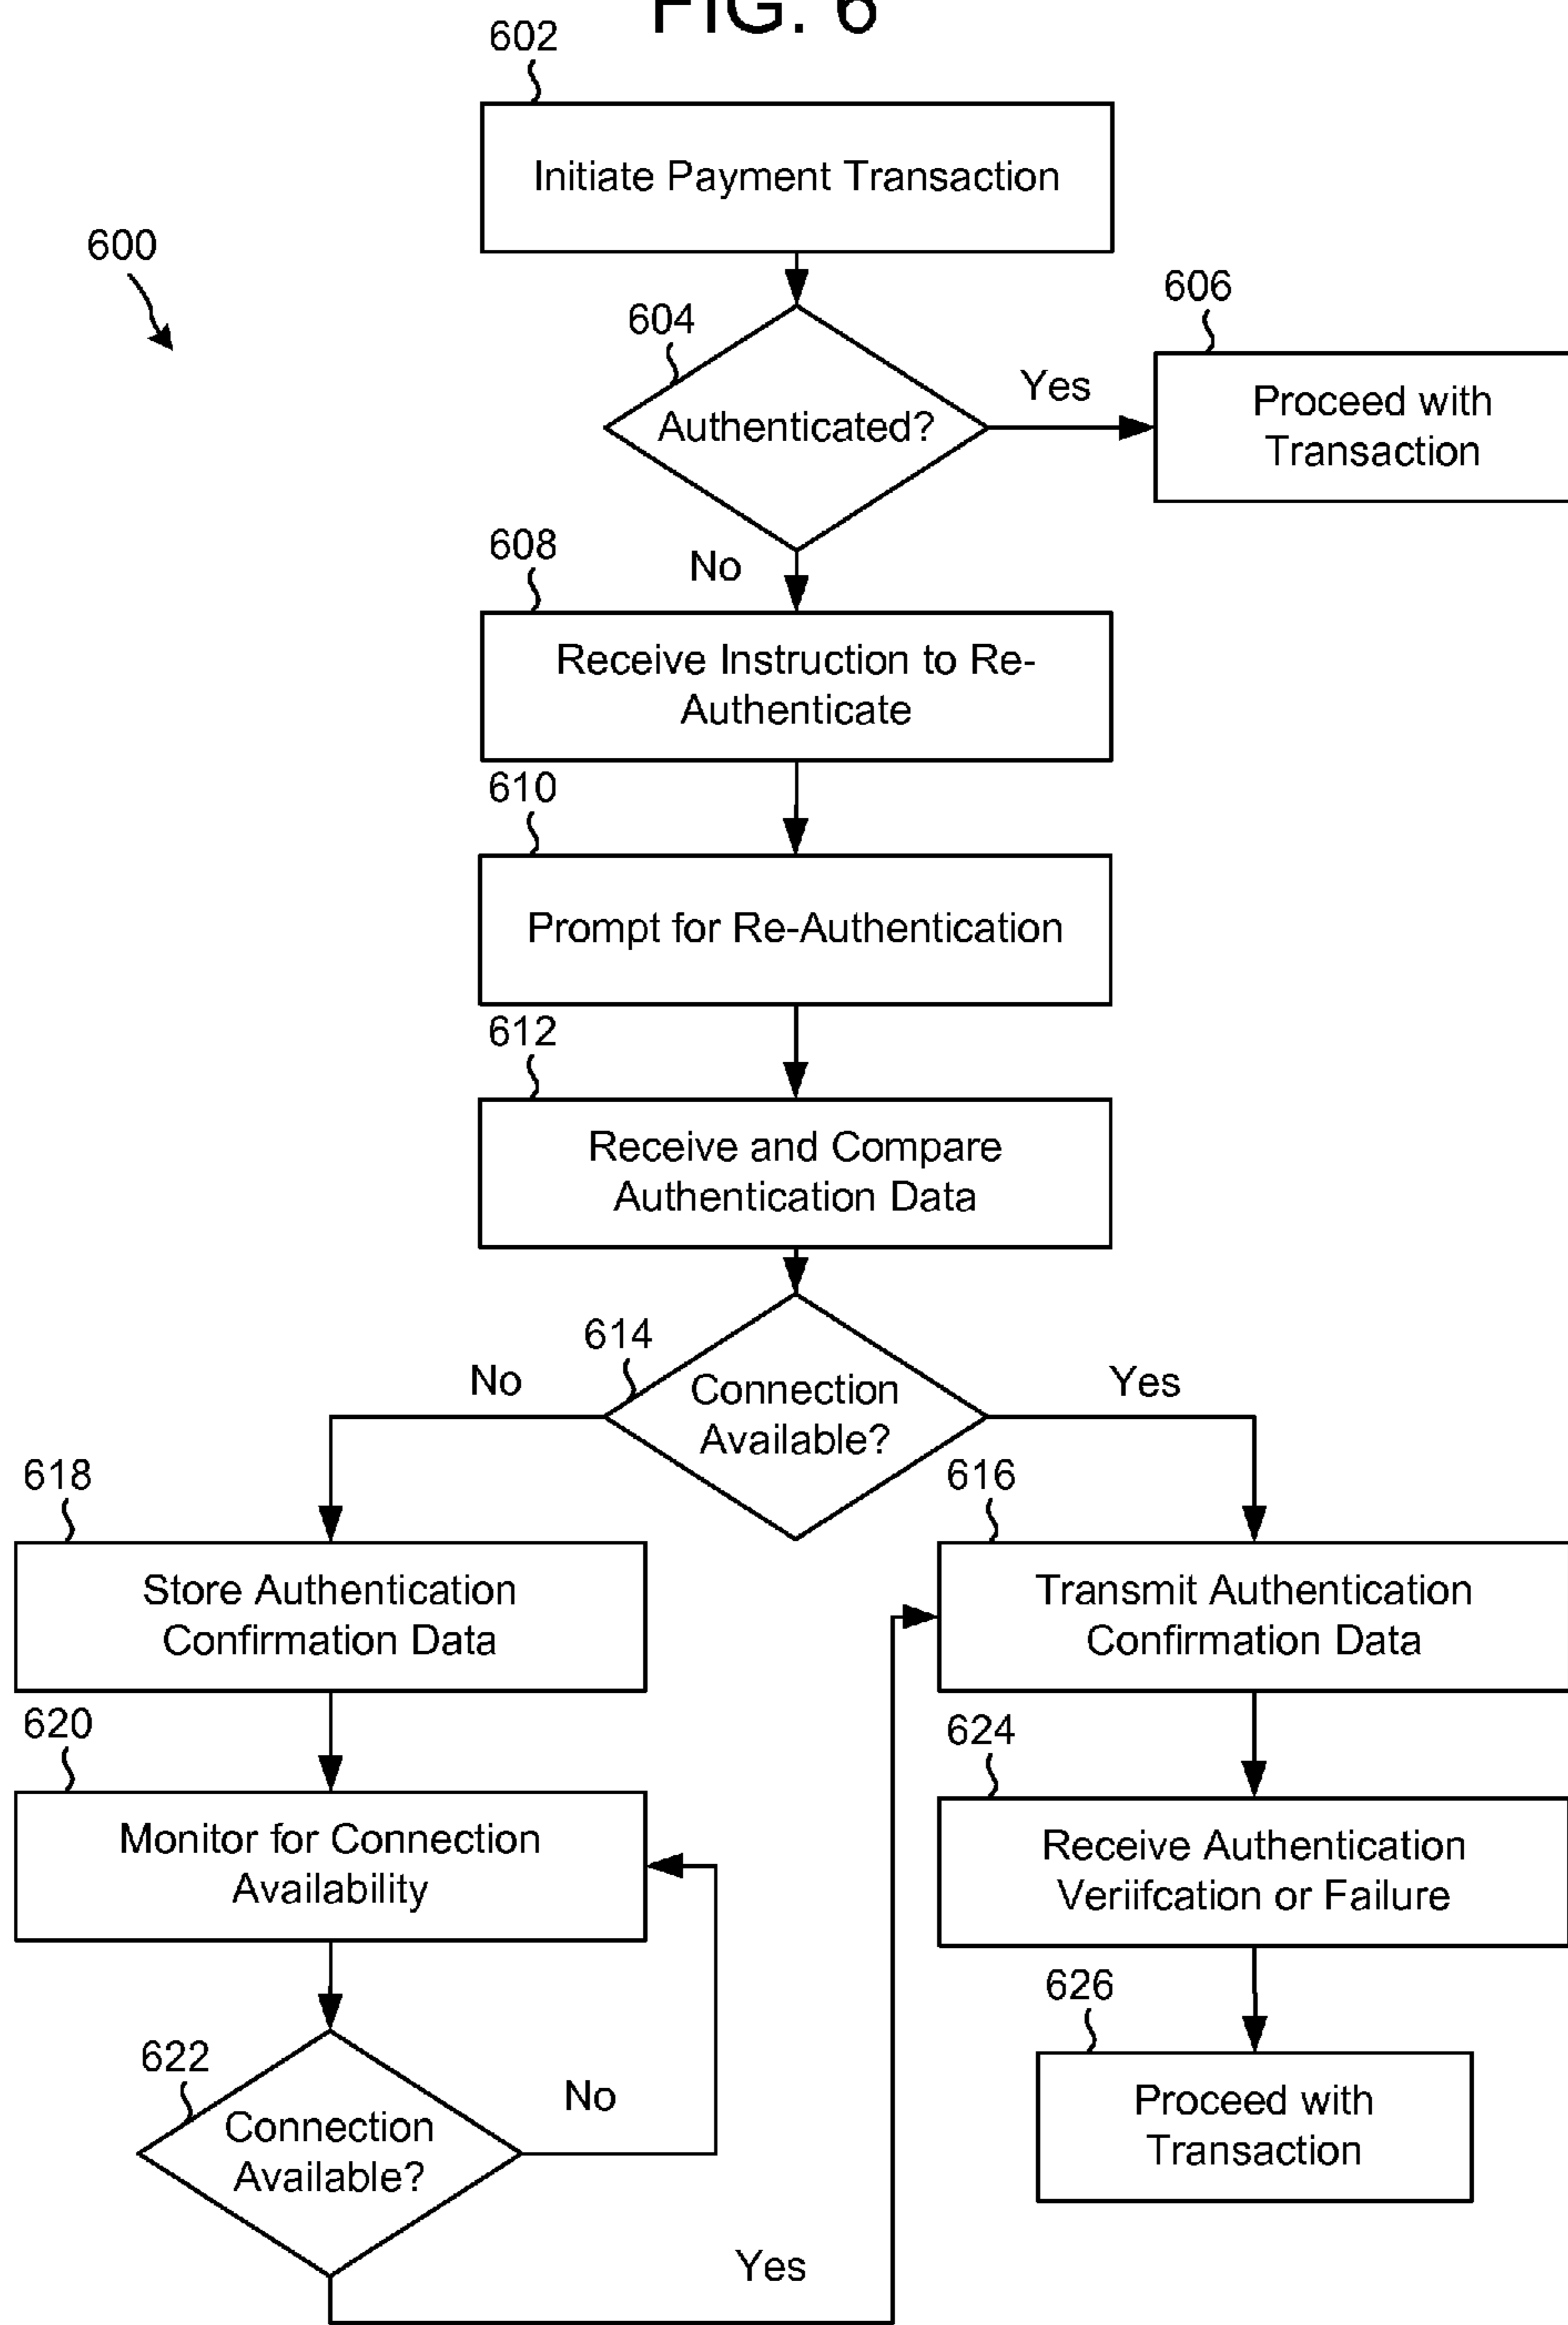 FIG. 6
602
Initiate Payment Transaction
600
604
Authenticated?
Yes
606
Proceed with
Transaction
No
608
Receive Instruction to Re-
Authenticate
610
Prompt for Re-Authentication
612
Receive and Compare
Authentication Data
614
Connection
Available?
No
Yes
618
Store Authentication
Confirmation Data
616
Transmit Authentication
Confirmation Data
620
Monitor for Connection
Availability
624
Receive Authentication
Veriifcation or Failure
622
Connection
Available?
No
Yes
626
Proceed with
Transaction